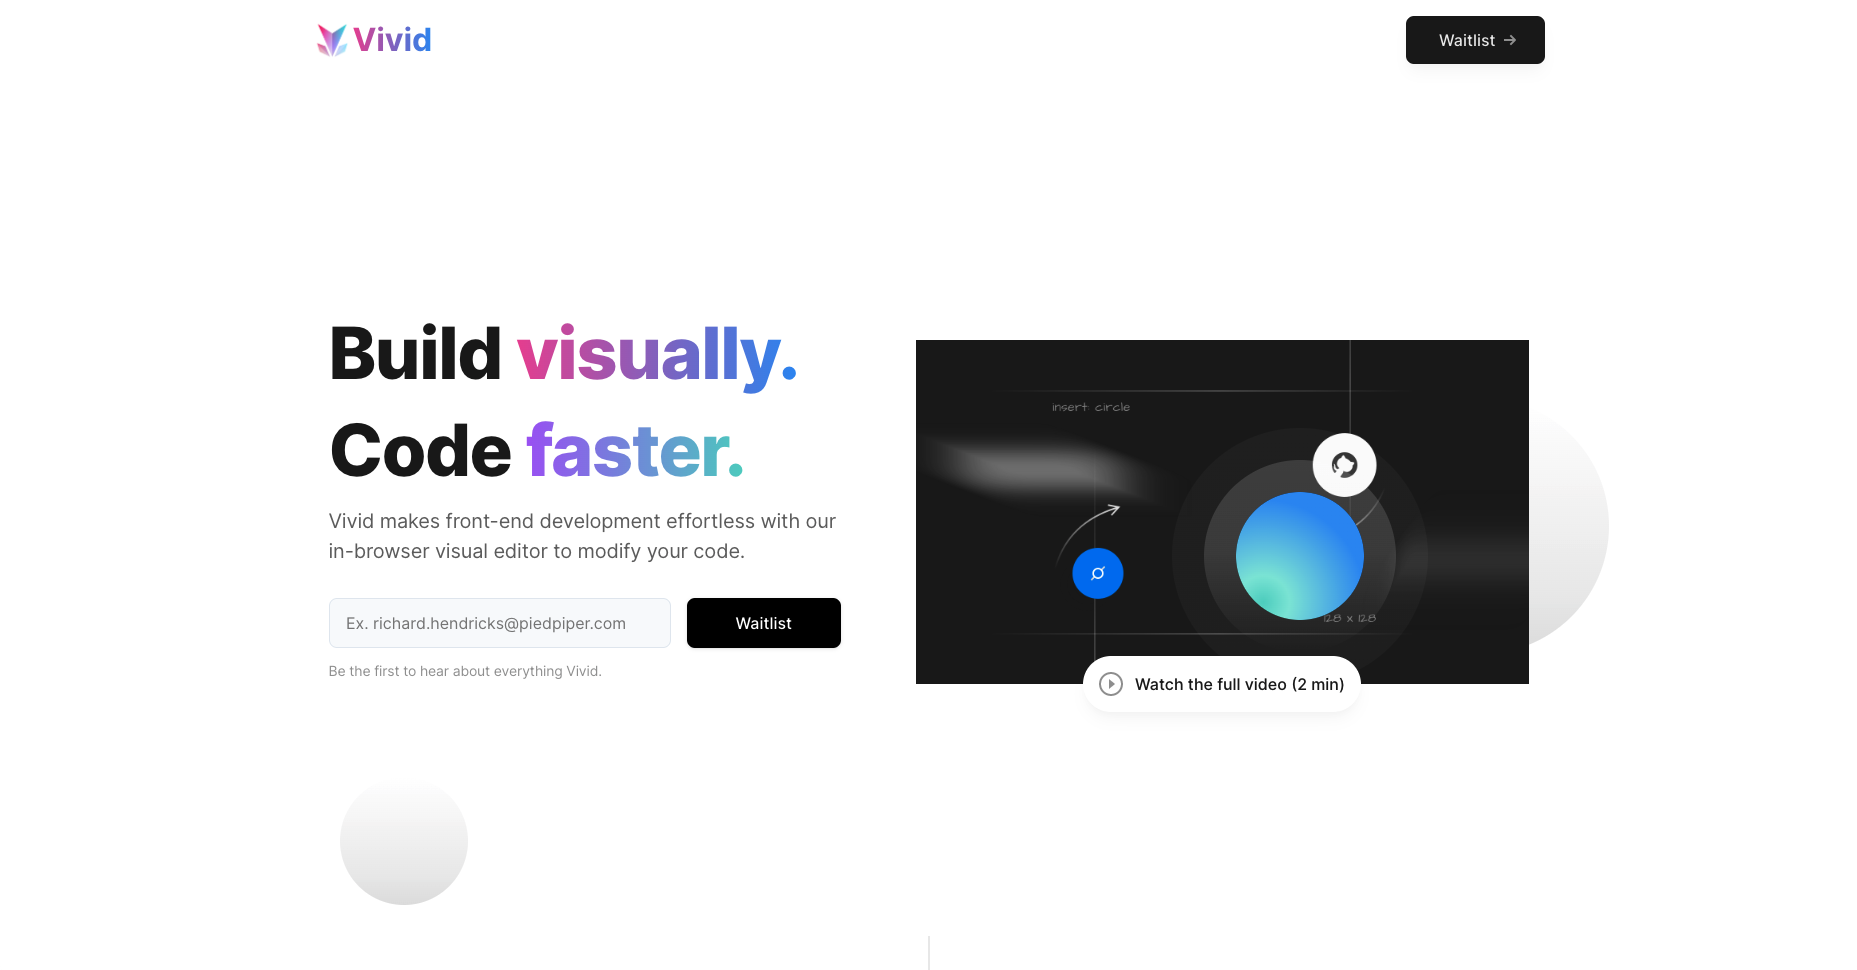 Vivid
Waitlist
Build visually.
Code faster.
Vivid makes front-end development effortless with our
in-browser visual editor to modify your code.
Ex. richard.hendricks@piedpiper.com
Waitlist
Be the first to hear about everything Vivid.
insert: circle
128 x 128
Watch the full video (2 min)